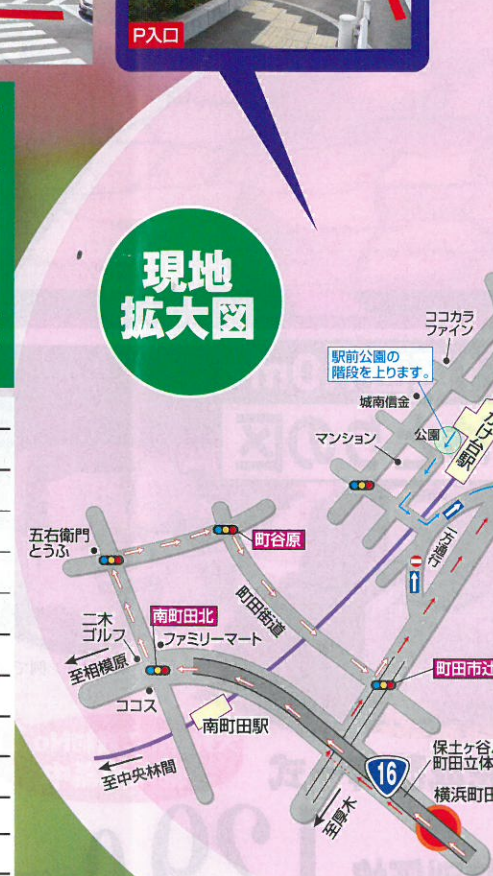 P入口
現地
拡大図
ココカラ
ファイン
駅前公園の
階段を上ります。
城南信金
公園
マンション
一方通行
五右衛門
とうふ
町谷原
町田街道
二木
ゴルフ
南町田北
ファミリーマート
至相模原
ココス
南町田駅
町田市辻
至中央林間
16
保土ヶ谷
町田立体
横浜町田
至厚木